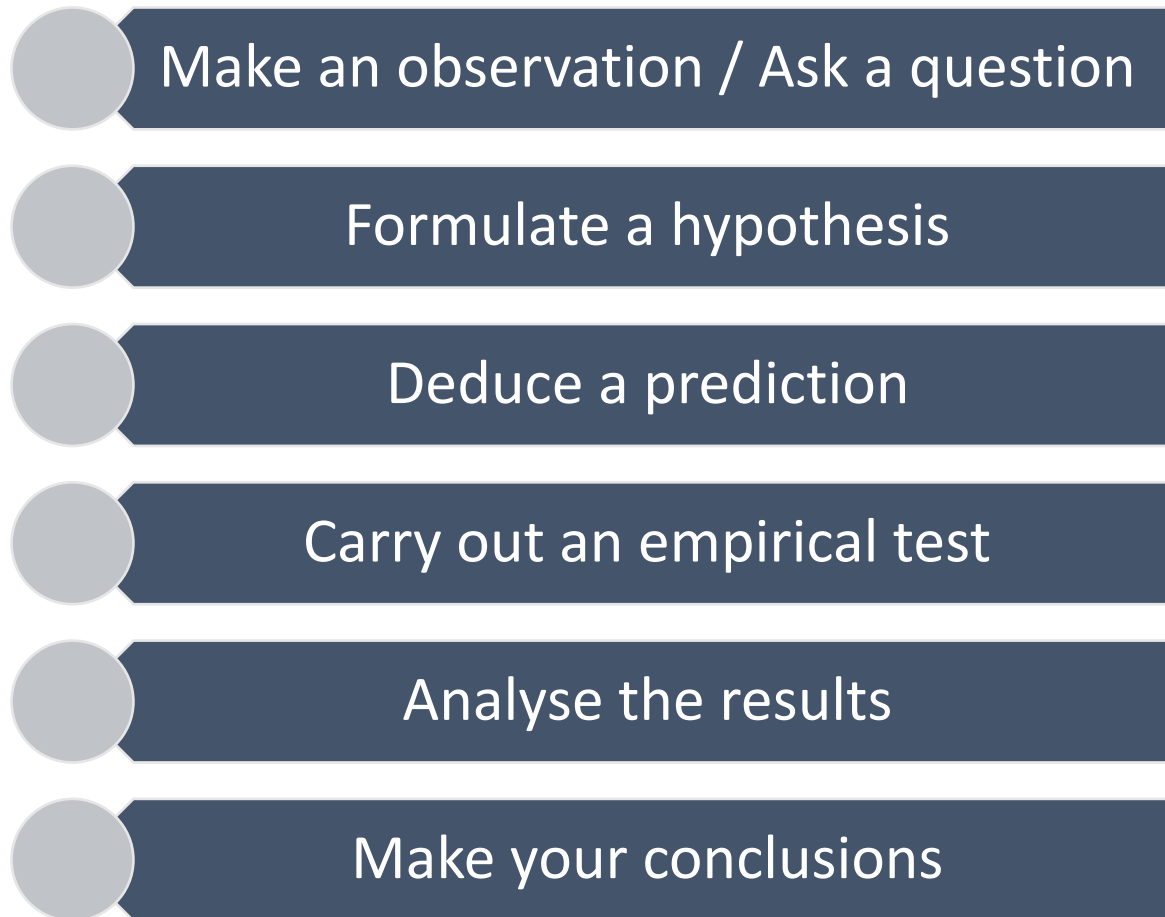 Make an observation / Ask a question
Formulate a hypothesis
Deduce a prediction
Carry out an empirical test
Analyse the results
Make your conclusions